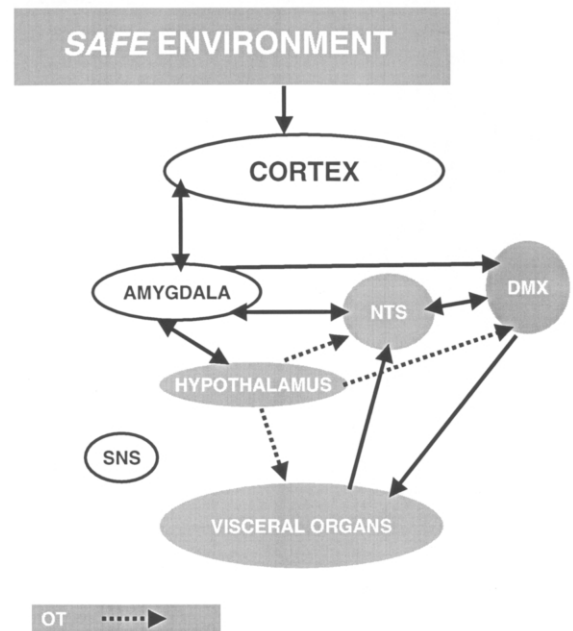 SAFE ENVIRONMENT
CORTEX
AMYGDALA
NTS
DMX
HYPOTHALAMUS
SNS
VISCERAL ORGANS
OT